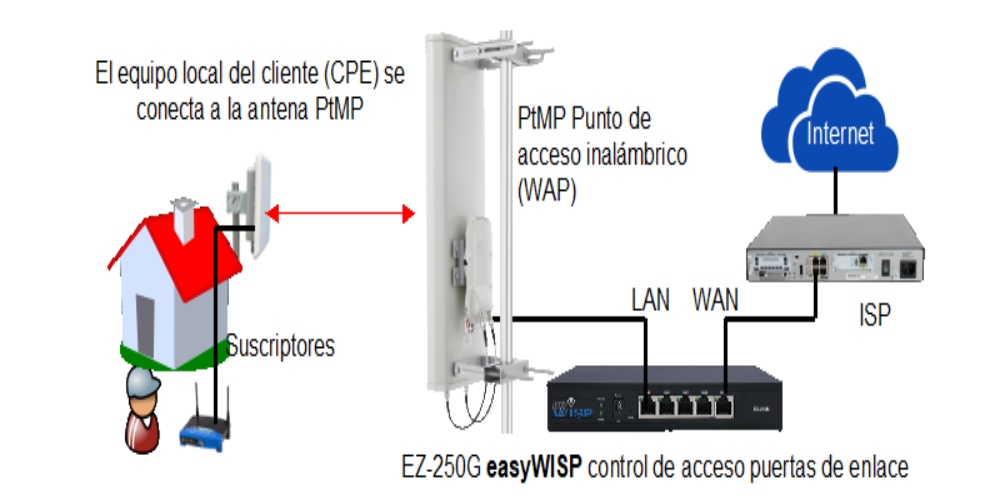 El equipo local del cliente (CPE) se
conecta a la antena PtMP
PtMP Punto de
acceso inalámbrico
(WAP)
Internet
LAN WAN
ISP
Suscriptores
WISP
EZ-250G easyWISP control de acceso puertas de enlace